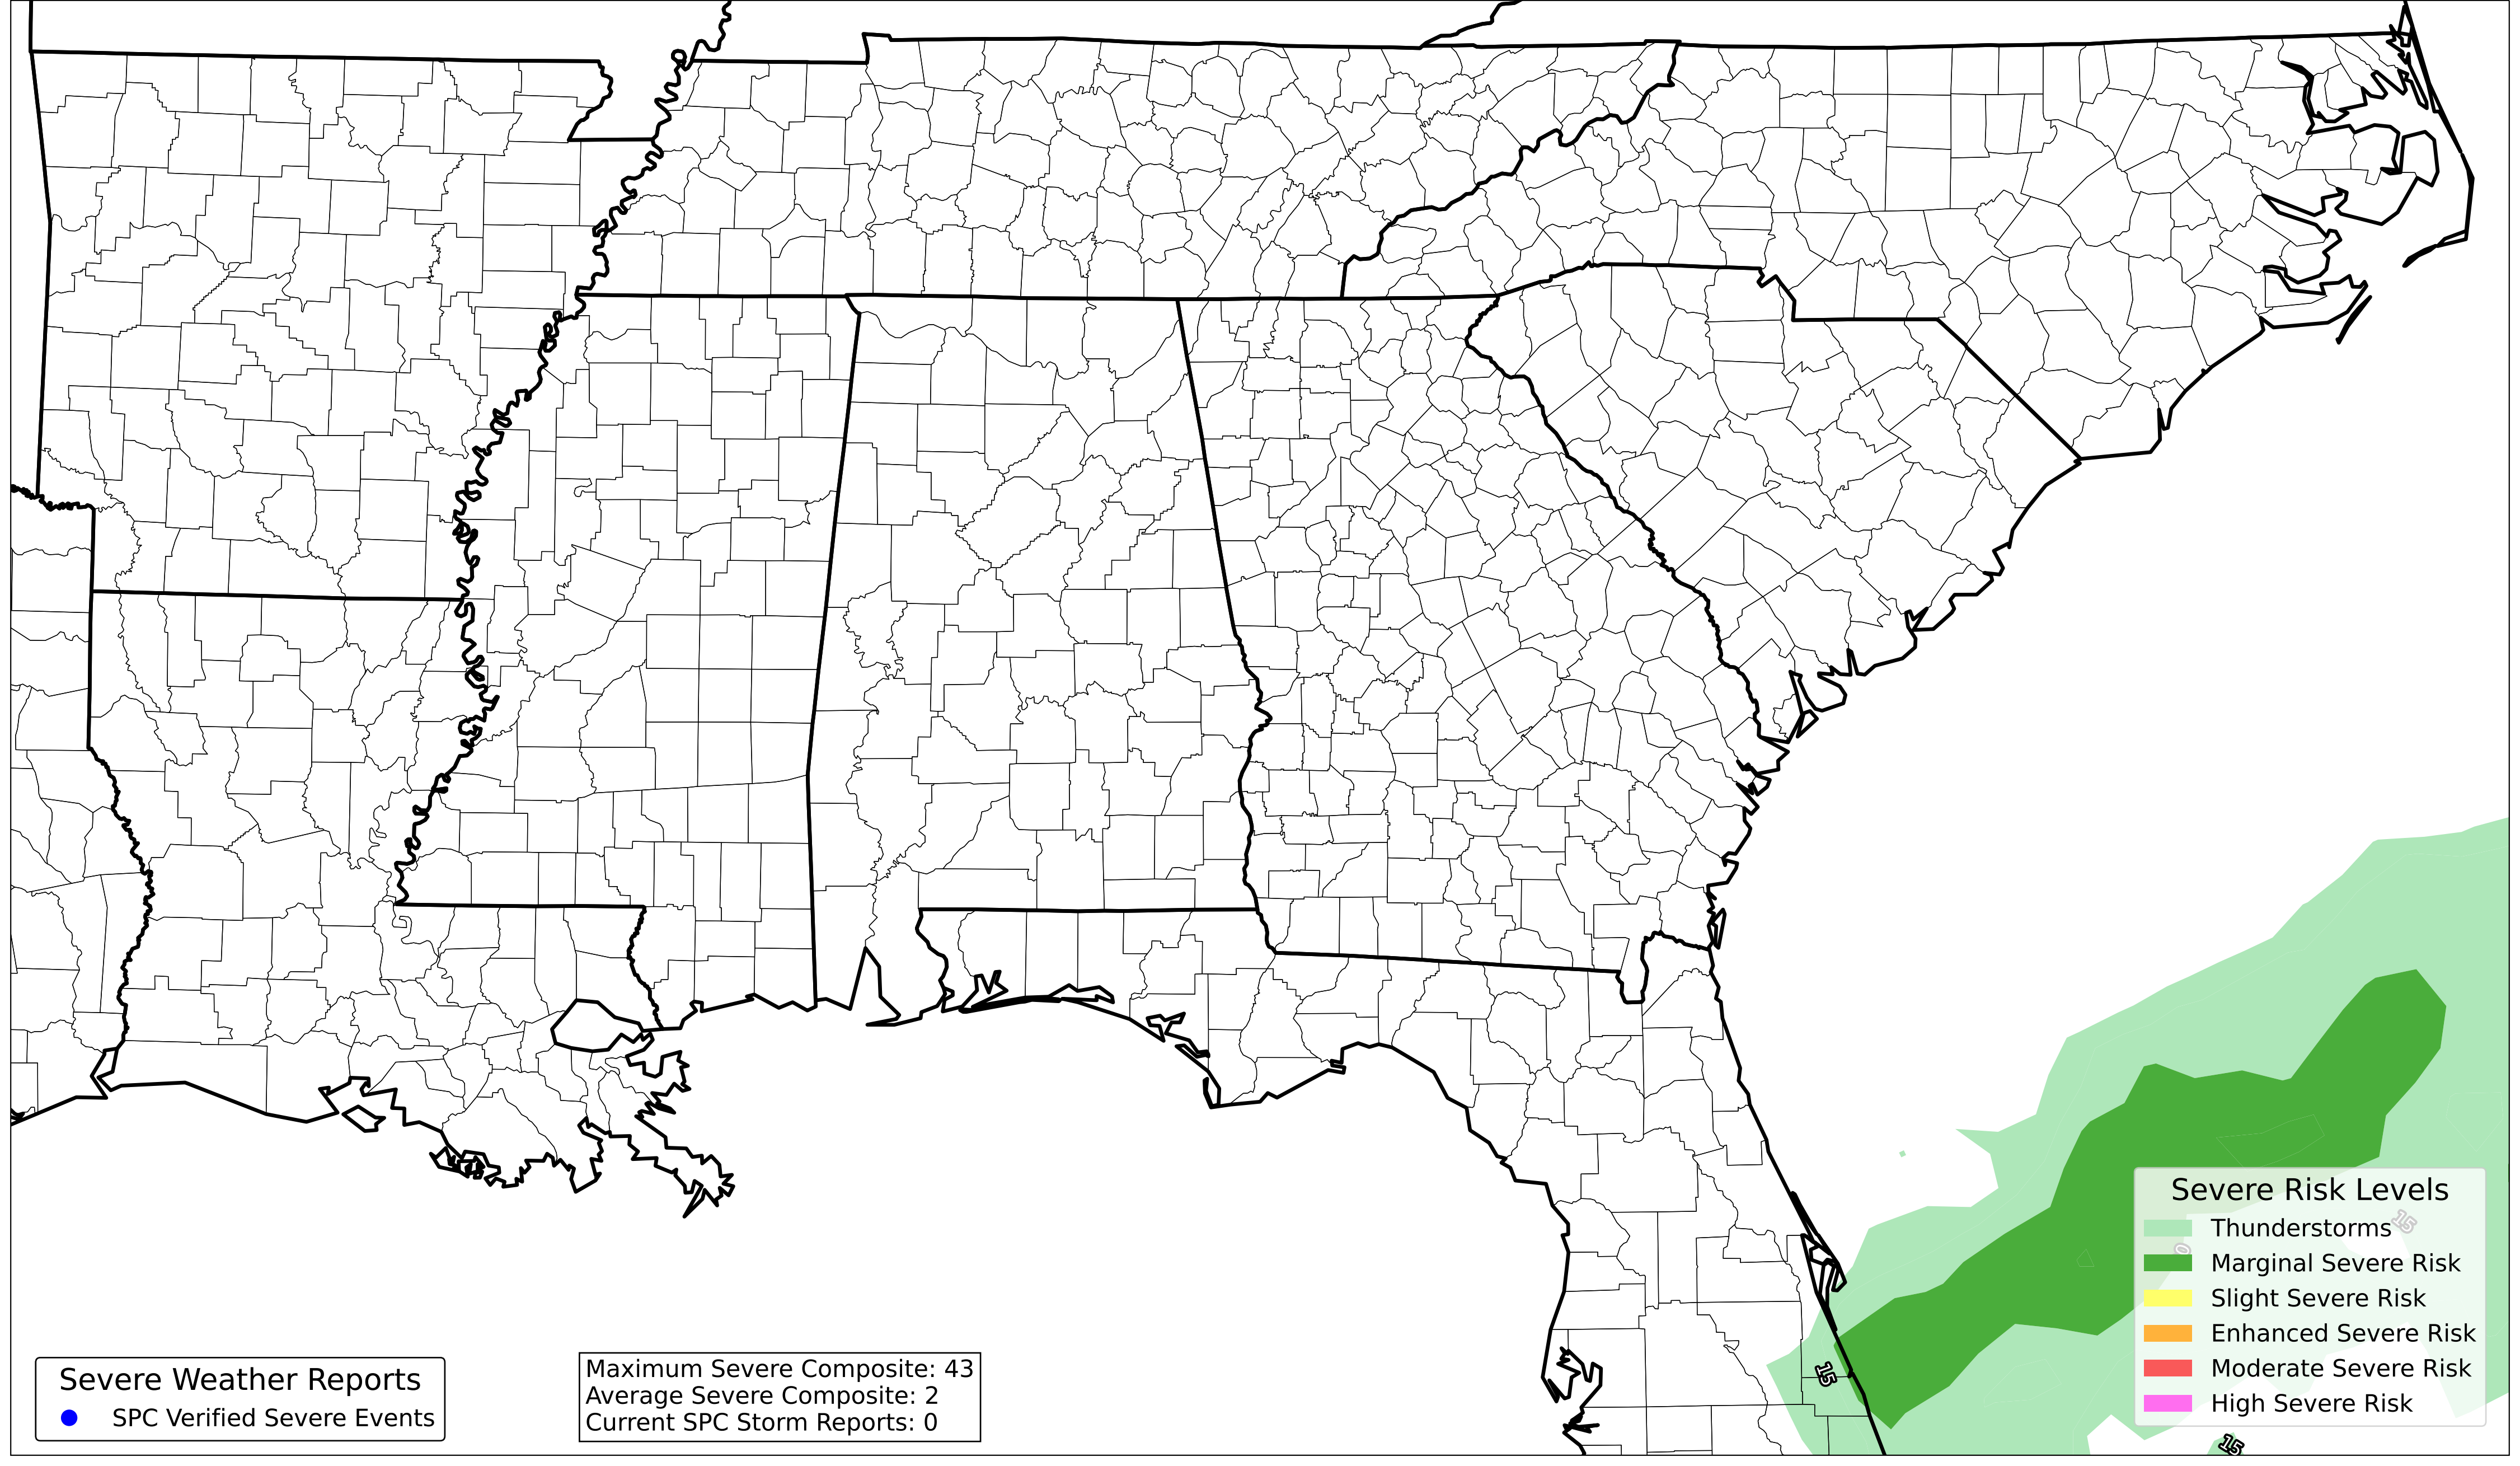 15
0
15
15
Severe Risk Levels
Thunderstorms
Marginal Severe Risk
Slight Severe Risk
Enhanced Severe Risk
Moderate Severe Risk
High Severe Risk
Severe Weather Reports
SPC Verified Severe Events
Maximum Severe Composite: 43
Average Severe Composite: 2
Current SPC Storm Reports: 0